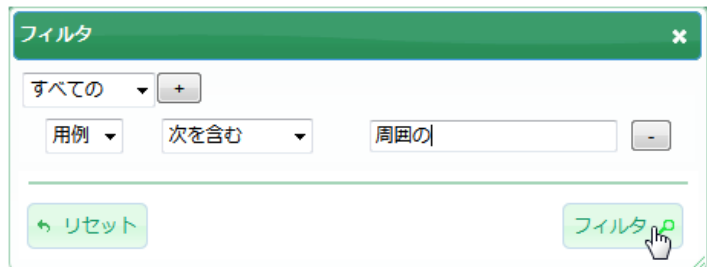 フィルタ
すべての +
用例 次を含む 周囲の -
リセット フィルタ